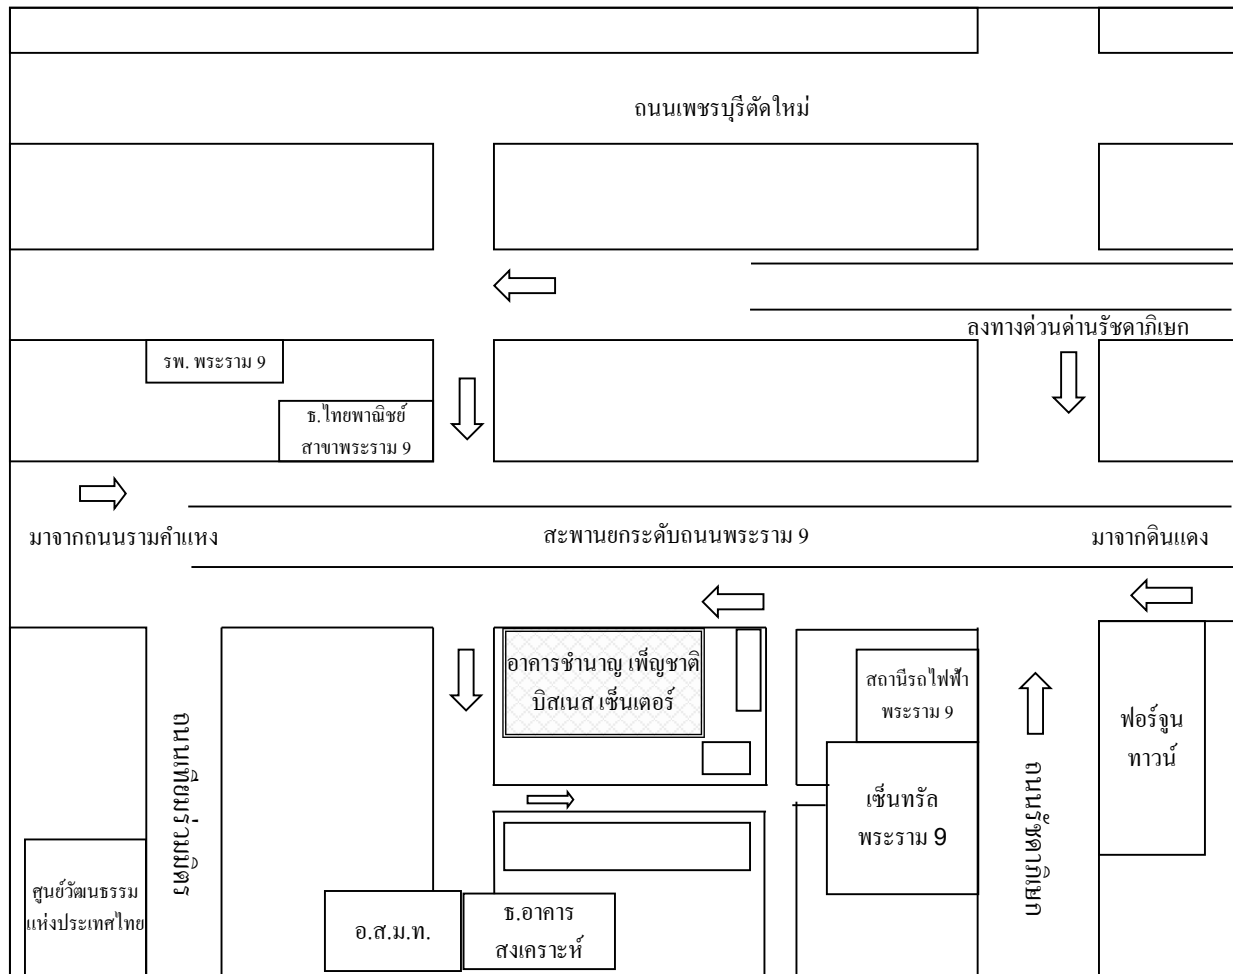 ถนนเพชรบุรีตัดใหม่
ลงทางด่วนด่านรัชดาภิเษก
รพ. พระราม 9
ธ.ไทยพาณิชย์
สาขาพระราม 9
มาจากถนนรามคำแหง
สะพานยกระดับถนนพระราม 9
มาจากดินแดง
อาคารชำนาญ เพ็ญชาติ
บิสเนส เซ็นเตอร์
สถานีรถไฟฟ้า
พระราม 9
ฟอร์จูน
ทาวน์
ถนนเทียมร่วมมิตร
เซ็นทรัล
พระราม 9
ถนนรัชดาภิเษก
ศูนย์วัฒนธรรม
แห่งประเทศไทย
อ.ส.ม.ท.
ธ.อาคาร
สงเคราะห์